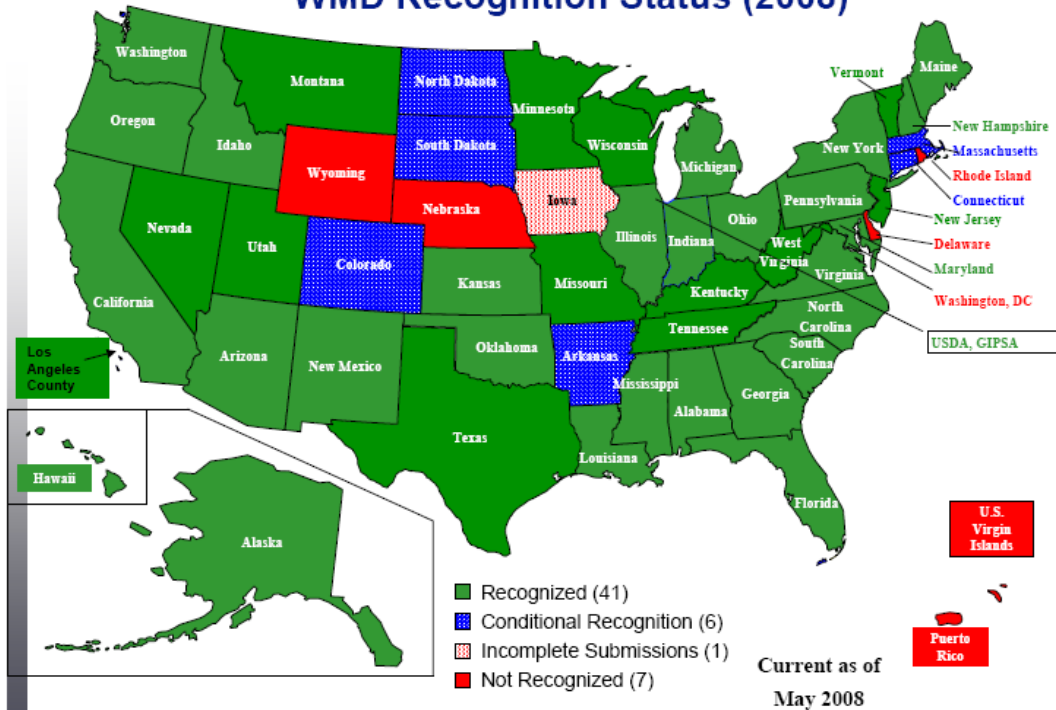 WMD Recognition Status (2008)
Washington
Montana
North Dakota
Minnesota
Vermont
Maine
Oregon
Idaho
South Dakota
Wisconsin
Michigan
New York
New Hampshire
Massachusetts
Rhode Island
Connecticut
Wyoming
Nebraska
Iowa
Illinois
Indiana
Ohio
Pennsylvania
New Jersey
Delaware
Maryland
Washington, DC
Nevada
Utah
Colorado
Kansas
Missouri
West
Virginia
Virginia
Kentucky
California
Arizona
New Mexico
Oklahoma
Arkansas
Tennessee
North
Carolina
South
Carolina
USDA, GIPSA
Los
Angeles
County
Texas
Louisiana
Mississippi
Alabama
Georgia
Florida
Hawaii
Alaska
U.S.
Virgin
Islands
Puerto
Rico
Recognized (41)
Conditional Recognition (6)
Incomplete Submissions (1)
Not Recognized (7)
Current as of
May 2008